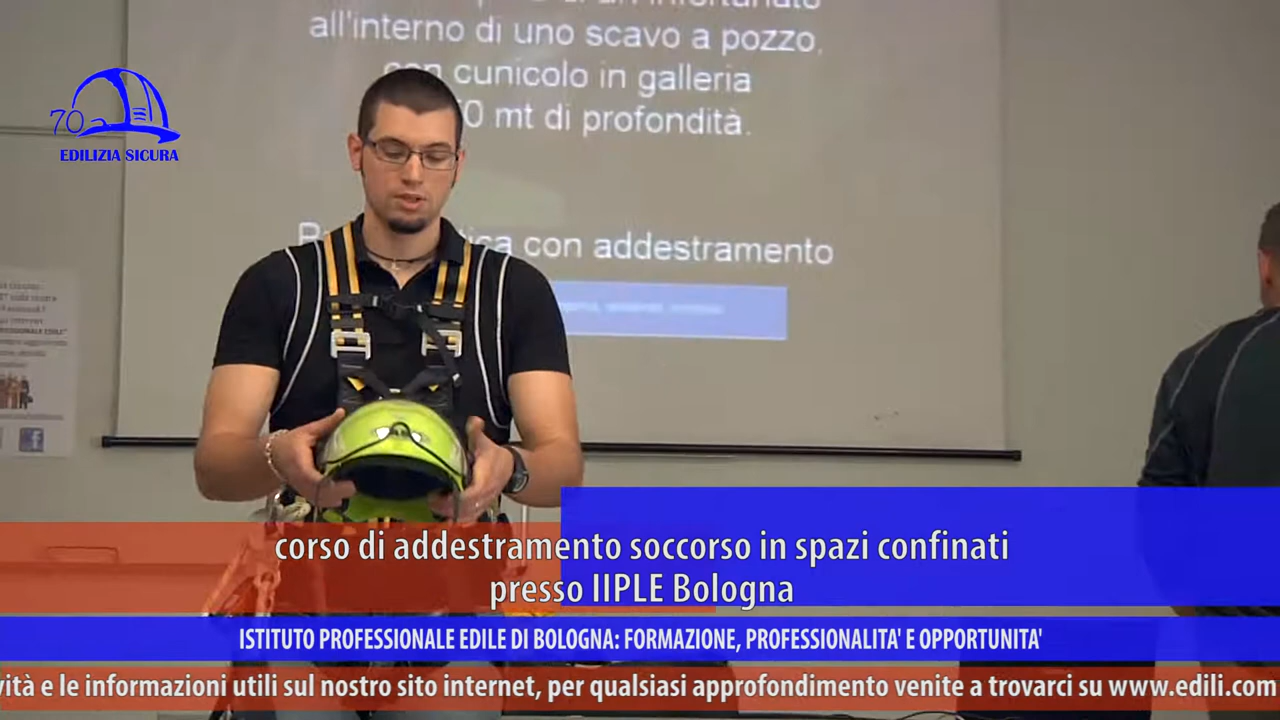 all'interno di uno scavo a pozzo,
con cunicolo in galleria
mt di profondità.
con addestramento
70
EDILIZIA SICURA
corso di addestramento soccorso in spazi confinati
presso IIPLE Bologna
ISTITUTO PROFESSIONALE EDILE DI BOLOGNA: FORMAZIONE, PROFESSIONALITA' E OPPORTUNITA'
e le informazioni utili sul nostro sito internet, per qualsiasi approfondimento venite a trovarci su www.edili.com